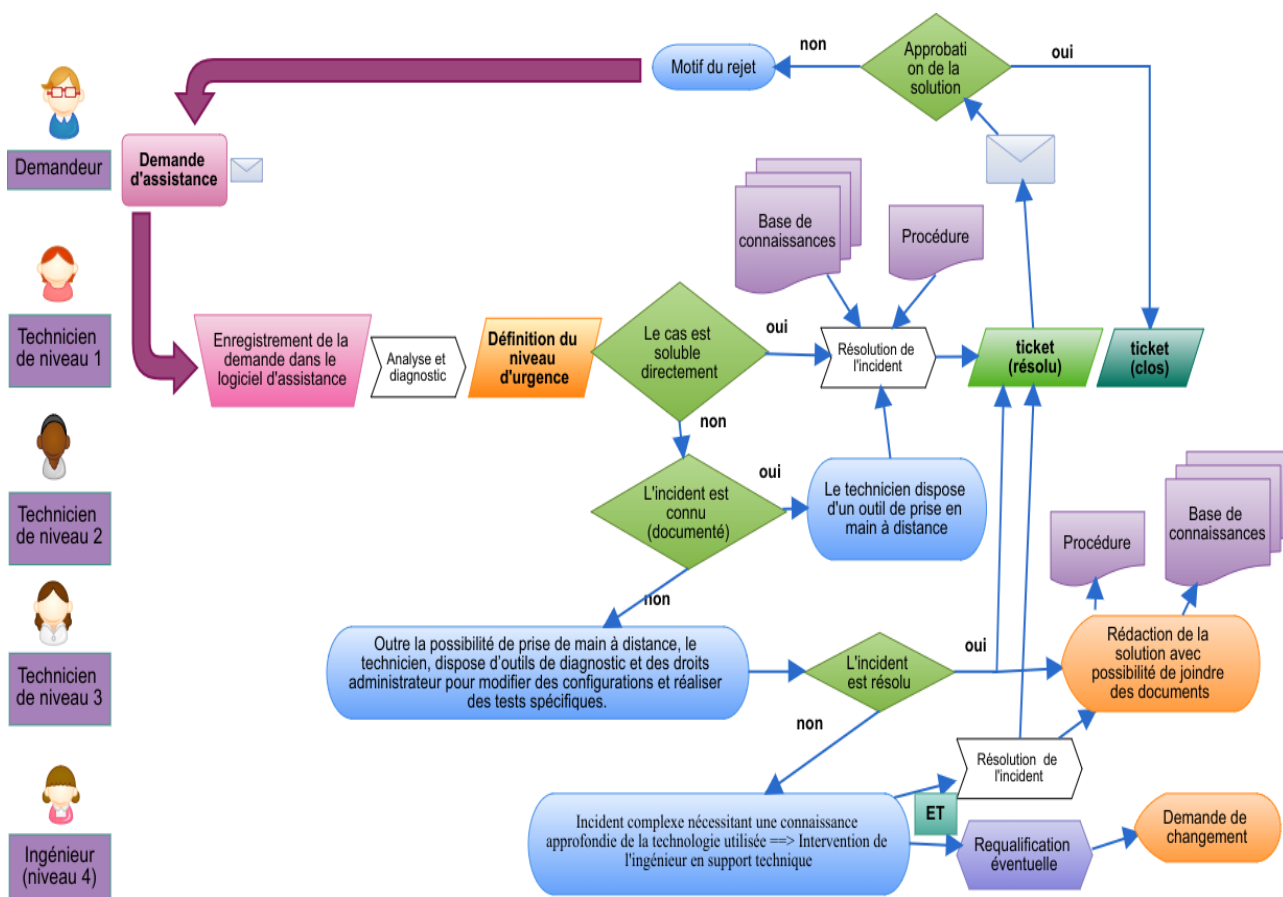 non
Approbati
on de la
solution
oui
Motif du rejet
Demandeur
Demande
d'assistance
Base de
connaissances
Procédure
Technicien
de niveau 1
Enregistrement de la
demande dans le
logiciel d'assistance
Analyse et
diagnostic
Définition du
niveau
d'urgence
Le cas est
soluble
directement
oui
Résolution de
l'incident
ticket
(résolu)
ticket
(clos)
non
Technicien
de niveau 2
L'incident est
connu
(documenté)
oui
Le technicien dispose
d'un outil de prise en
main à distance
Procédure
Base de
connaissances
non
Technicien
de niveau 3
Outre la possibilité de prise de main à distance, le
technicien, dispose d'outils de diagnostic et des droits
administrateur pour modifier des configurations et réaliser
des tests spécifiques.
L'incident
est résolu
oui
Rédaction de la
solution avec
possibilité de joindre
des documents
non
Résolution de
l'incident
Ingénieur
(niveau 4)
Incident complexe nécessitant une connaissance
approfondie de la technologie utilisée ==> Intervention de
l'ingénieur en support technique
ET
Requalification
éventuelle
Demande de
changement